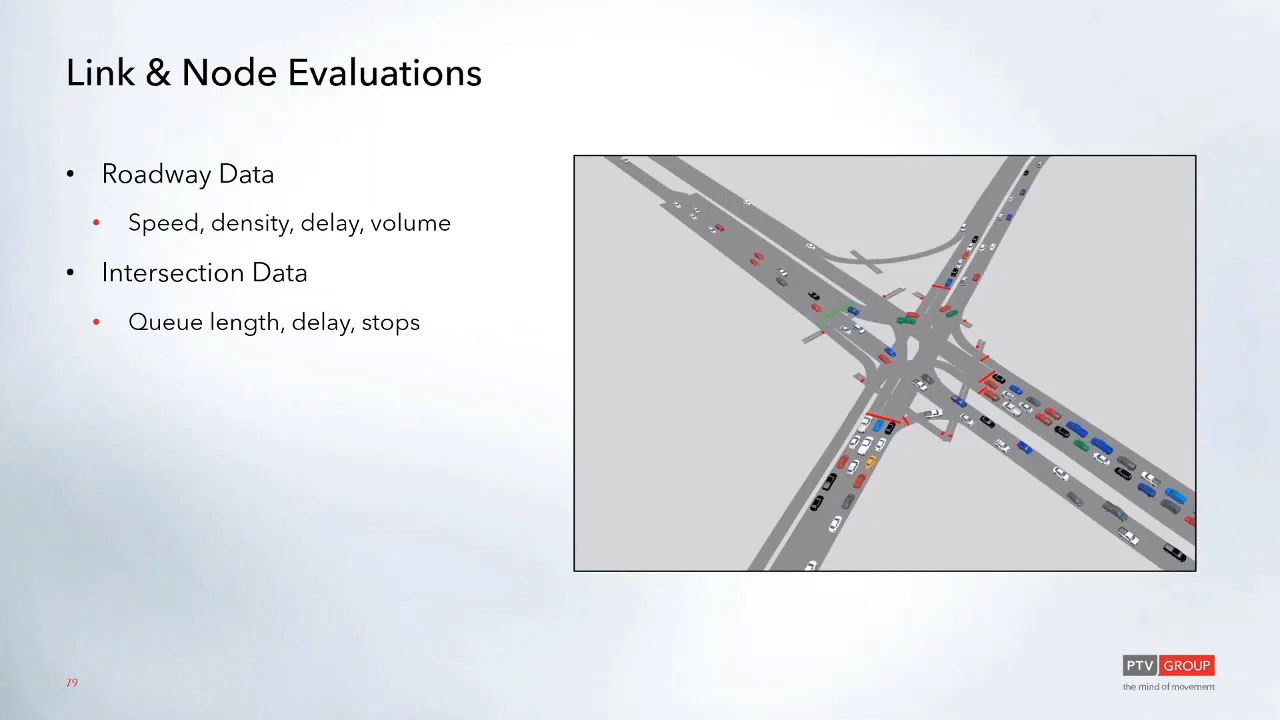 Link & Node Evaluations
• Roadway Data
• Speed, density, delay, volume
• Intersection Data
• Queue length, delay, stops
79
PTV GROUP
the mind of movement